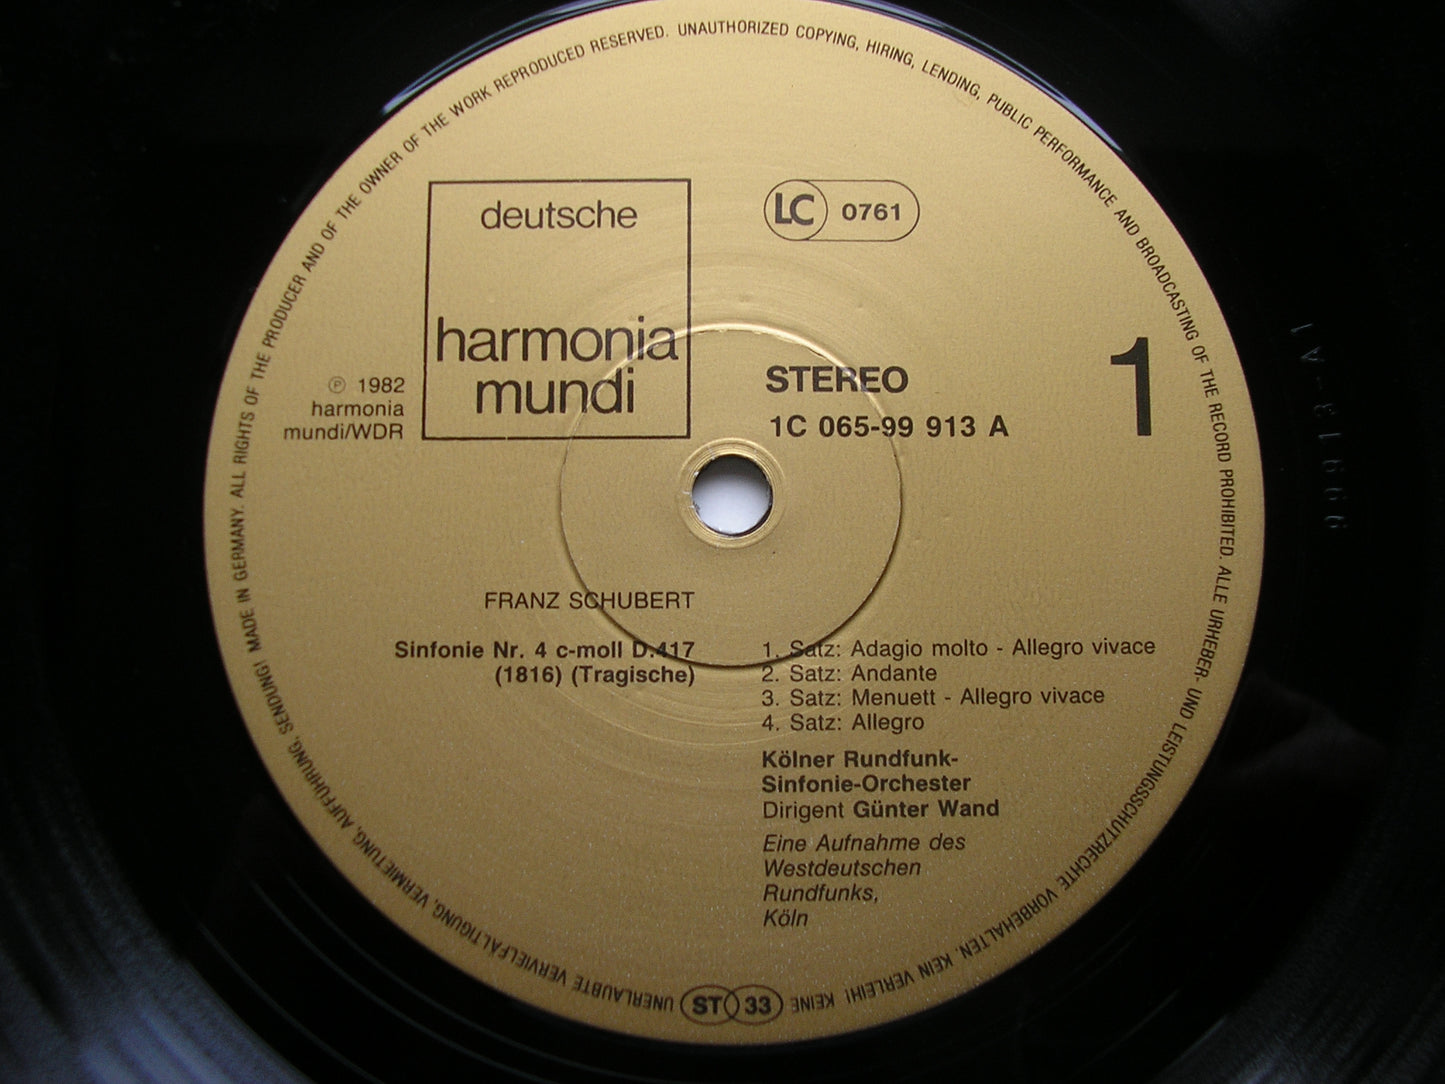 deutsche
harmonia
mundi
LC 0761
℗ 1982
harmonia
mundi/WDR
STEREO
1C 065-99 913 A
1
FRANZ SCHUBERT
Sinfonie Nr. 4 c-moll D.417
(1816) (Tragische)
1. Satz: Adagio molto - Allegro vivace
2. Satz: Andante
3. Satz: Menuett - Allegro vivace
4. Satz: Allegro
Kölner Rundfunk-
Sinfonie-Orchester
Dirigent Günter Wand
Eine Aufnahme des
Westdeutschen
Rundfunks,
Köln
ST 33
MADE IN GERMANY. ALL RIGHTS OF THE PRODUCER AND OF THE OWNER OF THE WORK REPRODUCED RESERVED. UNAUTHORIZED COPYING, HIRING, LENDING, PUBLIC PERFORMANCE AND BROADCASTING OF THE RECORD PROHIBITED. ALLE URHEBER- UND LEISTUNGSSCHUTZRECHTE VORBEHALTEN. KEIN VERLEIH! KEINE UNERLAUBTE VERVIELFÄLTIGUNG, VERMIETUNG, AUFFÜHRUNG, SENDUNG!
99913-A1